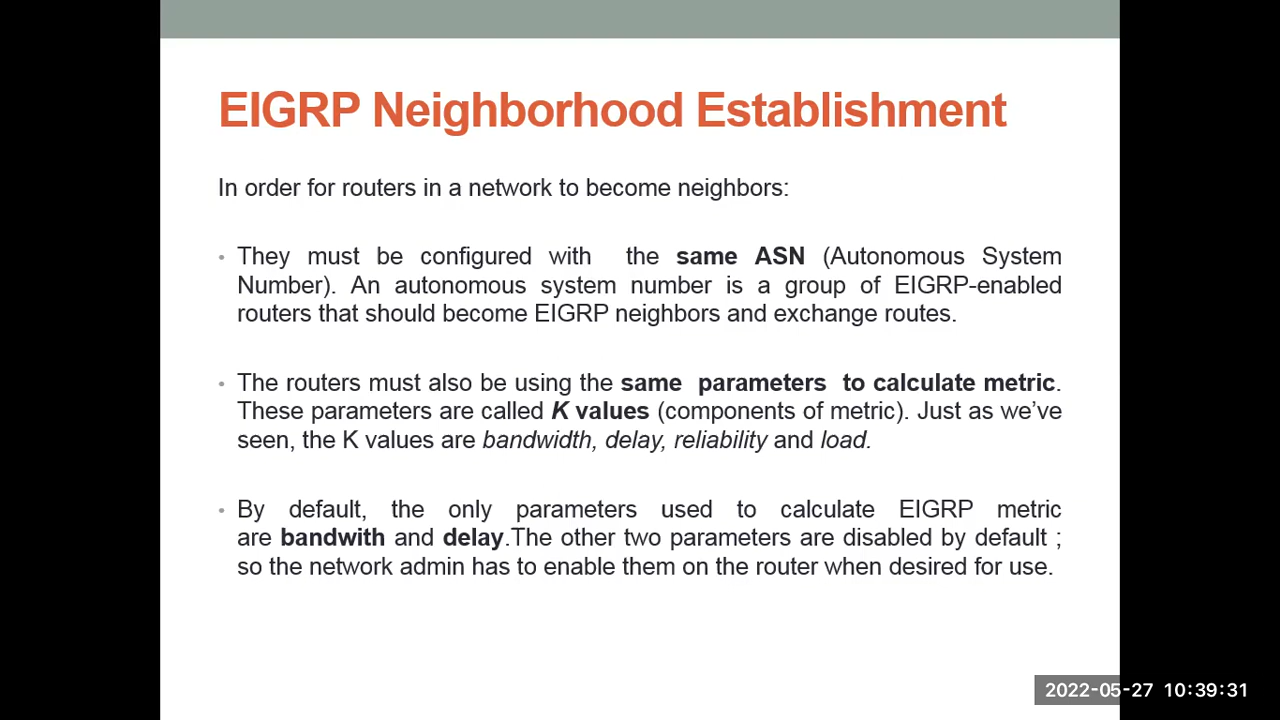 EIGRP Neighborhood Establishment
In order for routers in a network to become neighbors:
• They must be configured with the same ASN (Autonomous System
Number). An autonomous system number is a group of EIGRP-enabled
routers that should become EIGRP neighbors and exchange routes.
• The routers must also be using the same parameters to calculate metric.
These parameters are called K values (components of metric). Just as we’ve
seen, the K values are bandwidth, delay, reliability and load.
• By default, the only parameters used to calculate EIGRP metric
are bandwith and delay.The other two parameters are disabled by default ;
so the network admin has to enable them on the router when desired for use.
2022-05-27 10:39:31